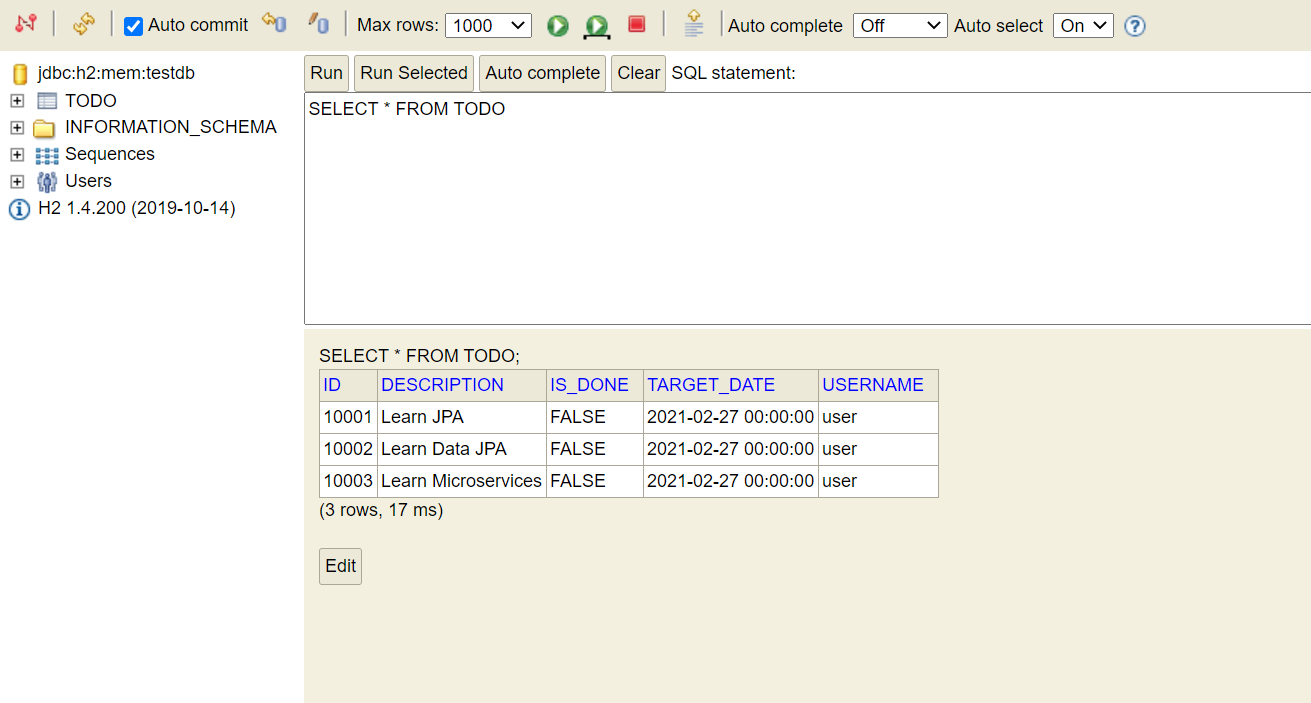 Auto commit Max rows: 1000 Auto complete Off Auto select On ?
jdbc:h2:mem:testdb
TODO
INFORMATION_SCHEMA
Sequences
Users
H2 1.4.200 (2019-10-14)
Run Run Selected Auto complete Clear SQL statement:
SELECT * FROM TODO
SELECT * FROM TODO;
ID DESCRIPTION IS_DONE TARGET_DATE USERNAME
10001 Learn JPA FALSE 2021-02-27 00:00:00 user
10002 Learn Data JPA FALSE 2021-02-27 00:00:00 user
10003 Learn Microservices FALSE 2021-02-27 00:00:00 user
(3 rows, 17 ms)
Edit